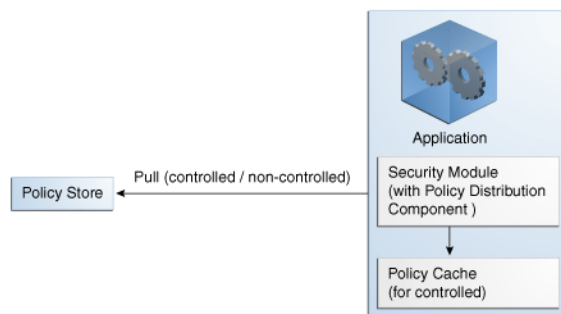 Application
Pull (controlled / non-controlled)
Policy Store
Security Module
(with Policy Distribution
Component )
Policy Cache
(for controlled)